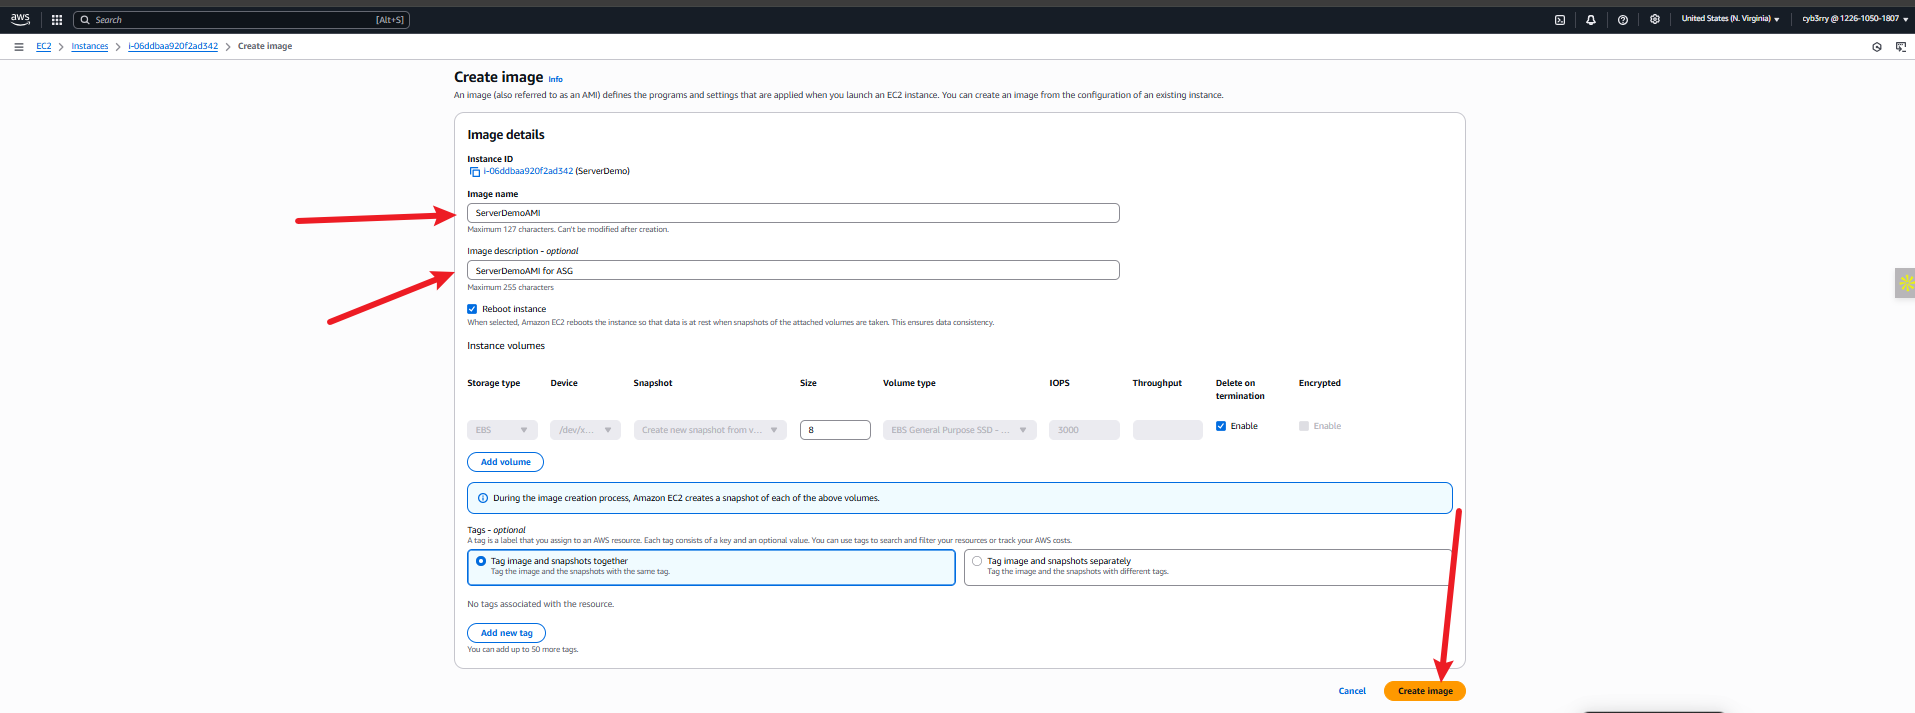 aws
Search [Alt+S]
United States (N. Virginia) cyb3rry @ 1226-1050-1807
EC2 Instances i-06ddbaa920f2ad342 Create image
Create image Info
An image (also referred to as an AMI) defines the programs and settings that are applied when you launch an EC2 instance. You can create an image from the configuration of an existing instance.
Image details
Instance ID
i-06ddbaa920f2ad342 (ServerDemo)
Image name
ServerDemoAMI
Maximum 127 characters. Can't be modified after creation.
Image description - optional
ServerDemoAMI for ASG
Maximum 255 characters
Reboot instance
When selected, Amazon EC2 reboots the instance so that data is at rest when snapshots of the attached volumes are taken. This ensures data consistency.
Instance volumes
Storage type Device Snapshot Size Volume type IOPS Throughput Delete on termination Encrypted
EBS /dev/x... Create new snapshot from v... 8 EBS General Purpose SSD - ... 3000 Enable Enable
Add volume
During the image creation process, Amazon EC2 creates a snapshot of each of the above volumes.
Tags - optional
A tag is a label that you assign to an AWS resource. Each tag consists of a key and an optional value. You can use tags to search and filter your resources or track your AWS costs.
Tag image and snapshots together
Tag the image and the snapshots with the same tag.
Tag image and snapshots separately
Tag the image and the snapshots with different tags.
No tags associated with the resource.
Add new tag
You can add up to 50 more tags.
Cancel Create image